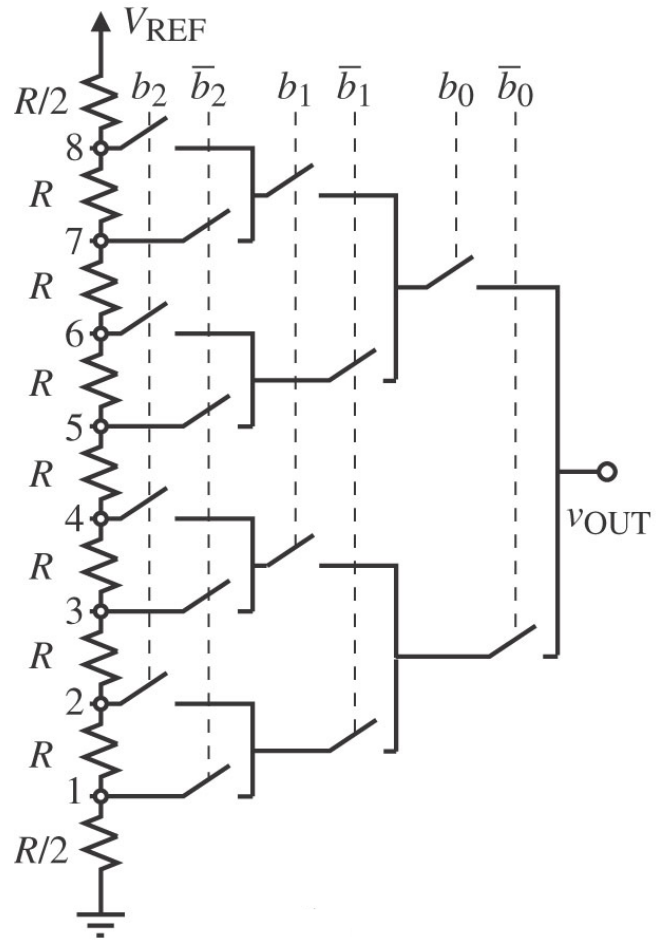 V_REF
R/2 b₂ b̄₂ b₁ b̄₁ b₀ b̄₀
8
R
7
R
6
R
5
R
4
v_OUT
R
3
R
2
R
1
R/2